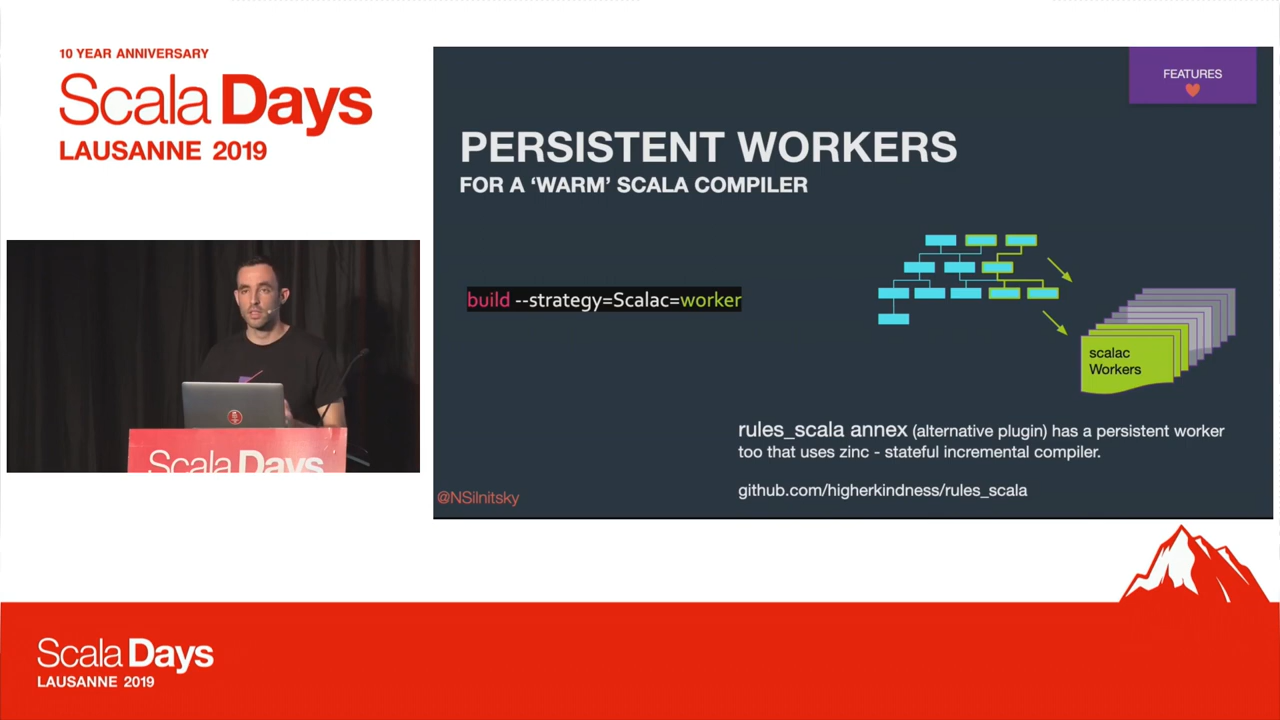 10 YEAR ANNIVERSARY
Scala Days
LAUSANNE 2019
FEATURES
PERSISTENT WORKERS
FOR A ‘WARM’ SCALA COMPILER
build --strategy=Scalac=worker
scalac
Workers
rules_scala annex (alternative plugin) has a persistent worker
too that uses zinc - stateful incremental compiler.
github.com/higherkindness/rules_scala
@NSilnitsky
Scala Days
Scala Days
LAUSANNE 2019